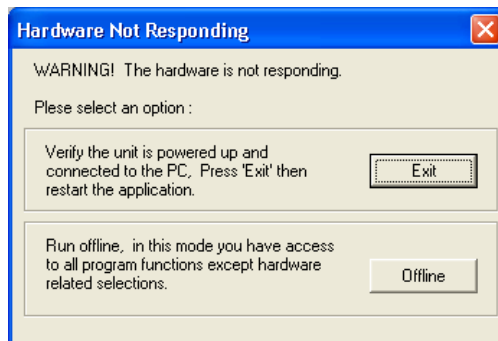 Hardware Not Responding
WARNING! The hardware is not responding.
Plese select an option :
Verify the unit is powered up and
connected to the PC, Press 'Exit' then
restart the application.
Exit
Run offline, in this mode you have access
to all program functions except hardware
related selections.
Offline